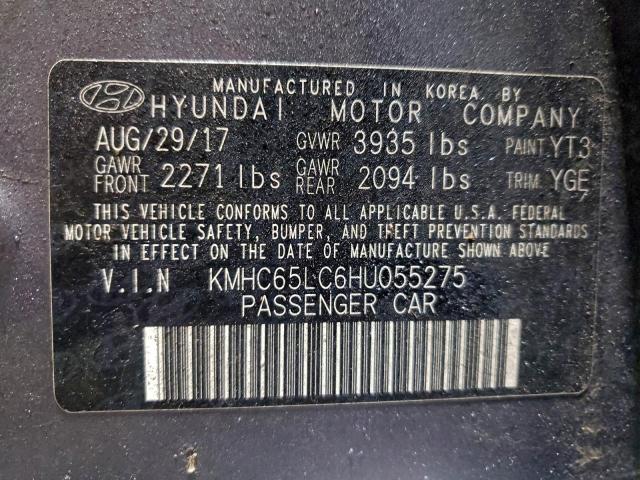 MANUFACTURED IN KOREA BY
HYUNDAI MOTOR COMPANY
AUG/29/17 GVWR 3935 lbs PAINT YT3
GAWR FRONT 2271 lbs GAWR REAR 2094 lbs TRIM YGE
THIS VEHICLE CONFORMS TO ALL APPLICABLE U.S.A. FEDERAL
MOTOR VEHICLE SAFETY, BUMPER, AND THEFT PREVENTION STANDARDS
IN EFFECT ON THE DATE OF MANUFACTURE SHOWN ABOVE
V.I.N KMHC65LC6HU055275
PASSENGER CAR